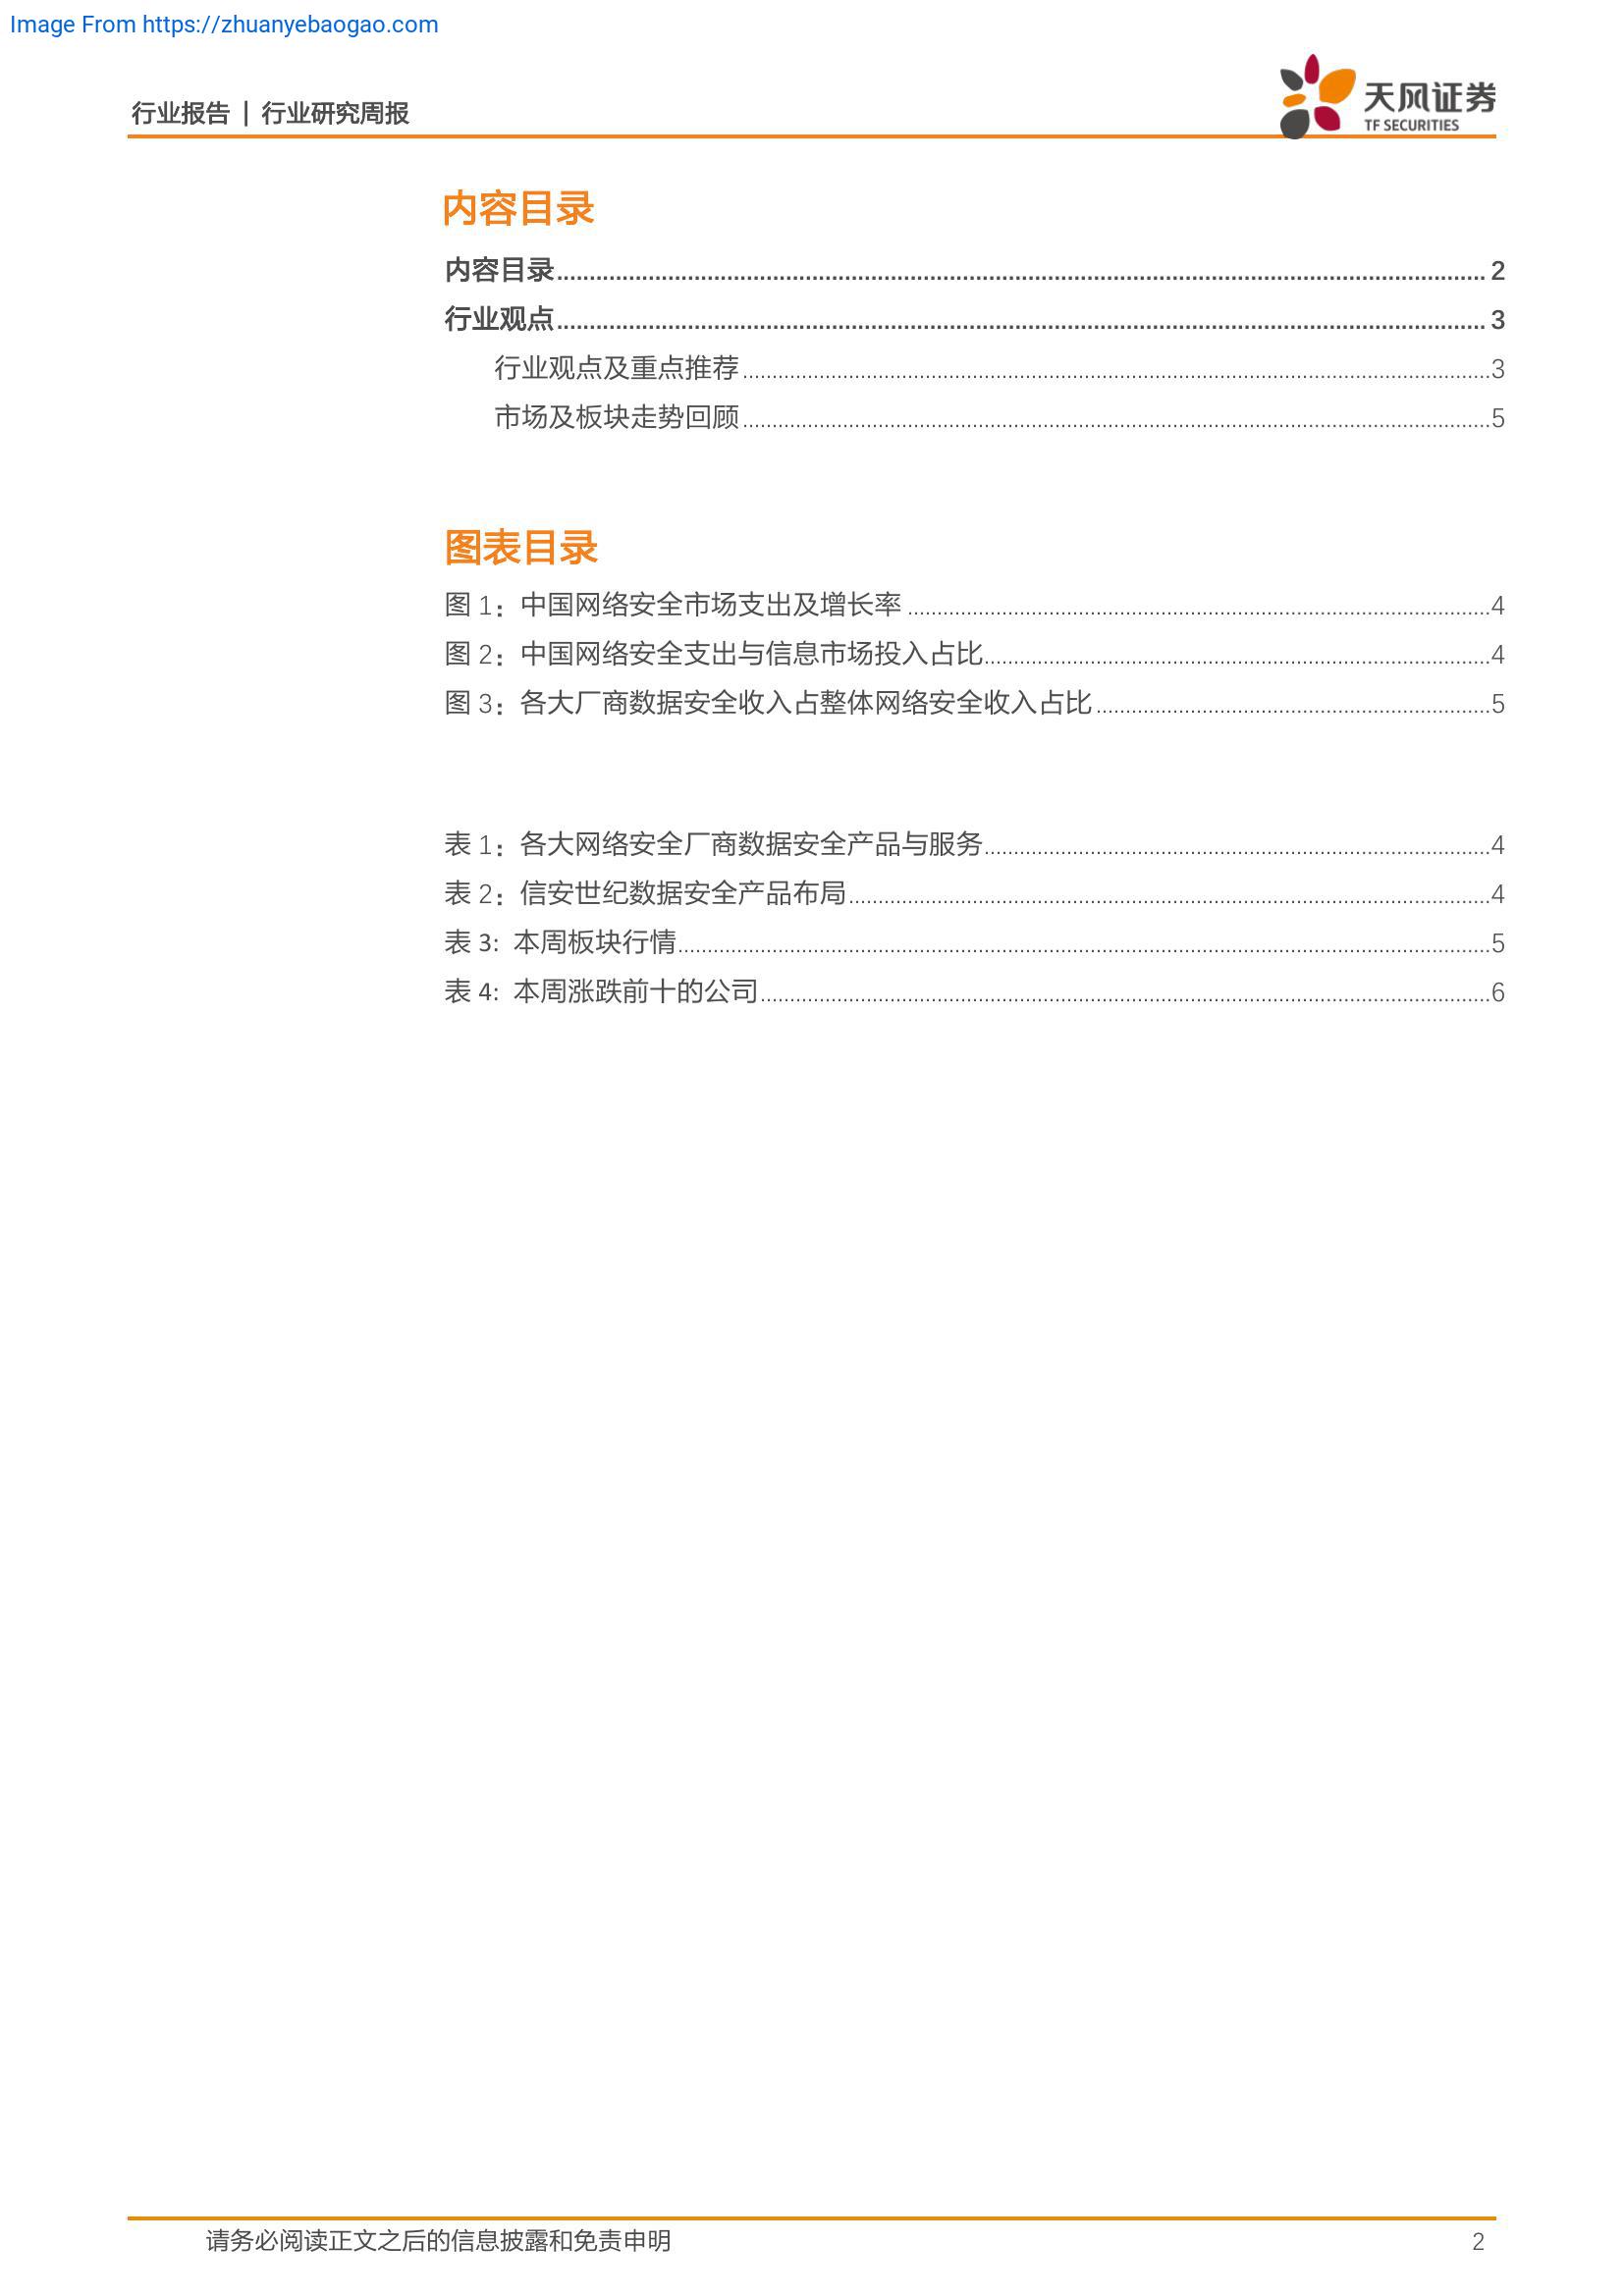 Image From https://zhuanyebaogao.com
行业报告 | 行业研究周报
天风证券
TF SECURITIES
内容目录
内容目录 2
行业观点 3
行业观点及重点推荐 3
市场及板块走势回顾 5
图表目录
图 1：中国网络安全市场支出及增长率 4
图 2：中国网络安全支出与信息市场投入占比 4
图 3：各大厂商数据安全收入占整体网络安全收入占比 5
表 1：各大网络安全厂商数据安全产品与服务 4
表 2：信安世纪数据安全产品布局 4
表 3: 本周板块行情 5
表 4: 本周涨跌前十的公司 6
请务必阅读正文之后的信息披露和免责申明 2